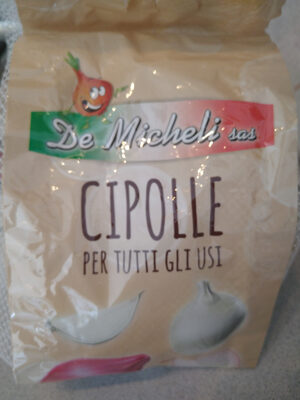 De Micheli sas
CIPOLLE
PER TUTTI GLI USI